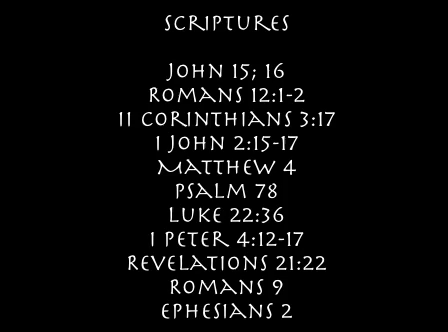 SCRIPTURES
JOHN 15; 16
ROMANS 12:1-2
II CORINTHIANS 3:17
I JOHN 2:15-17
MATTHEW 4
PSALM 78
LUKE 22:36
I PETER 4:12-17
REVELATIONS 21:22
ROMANS 9
EPHESIANS 2